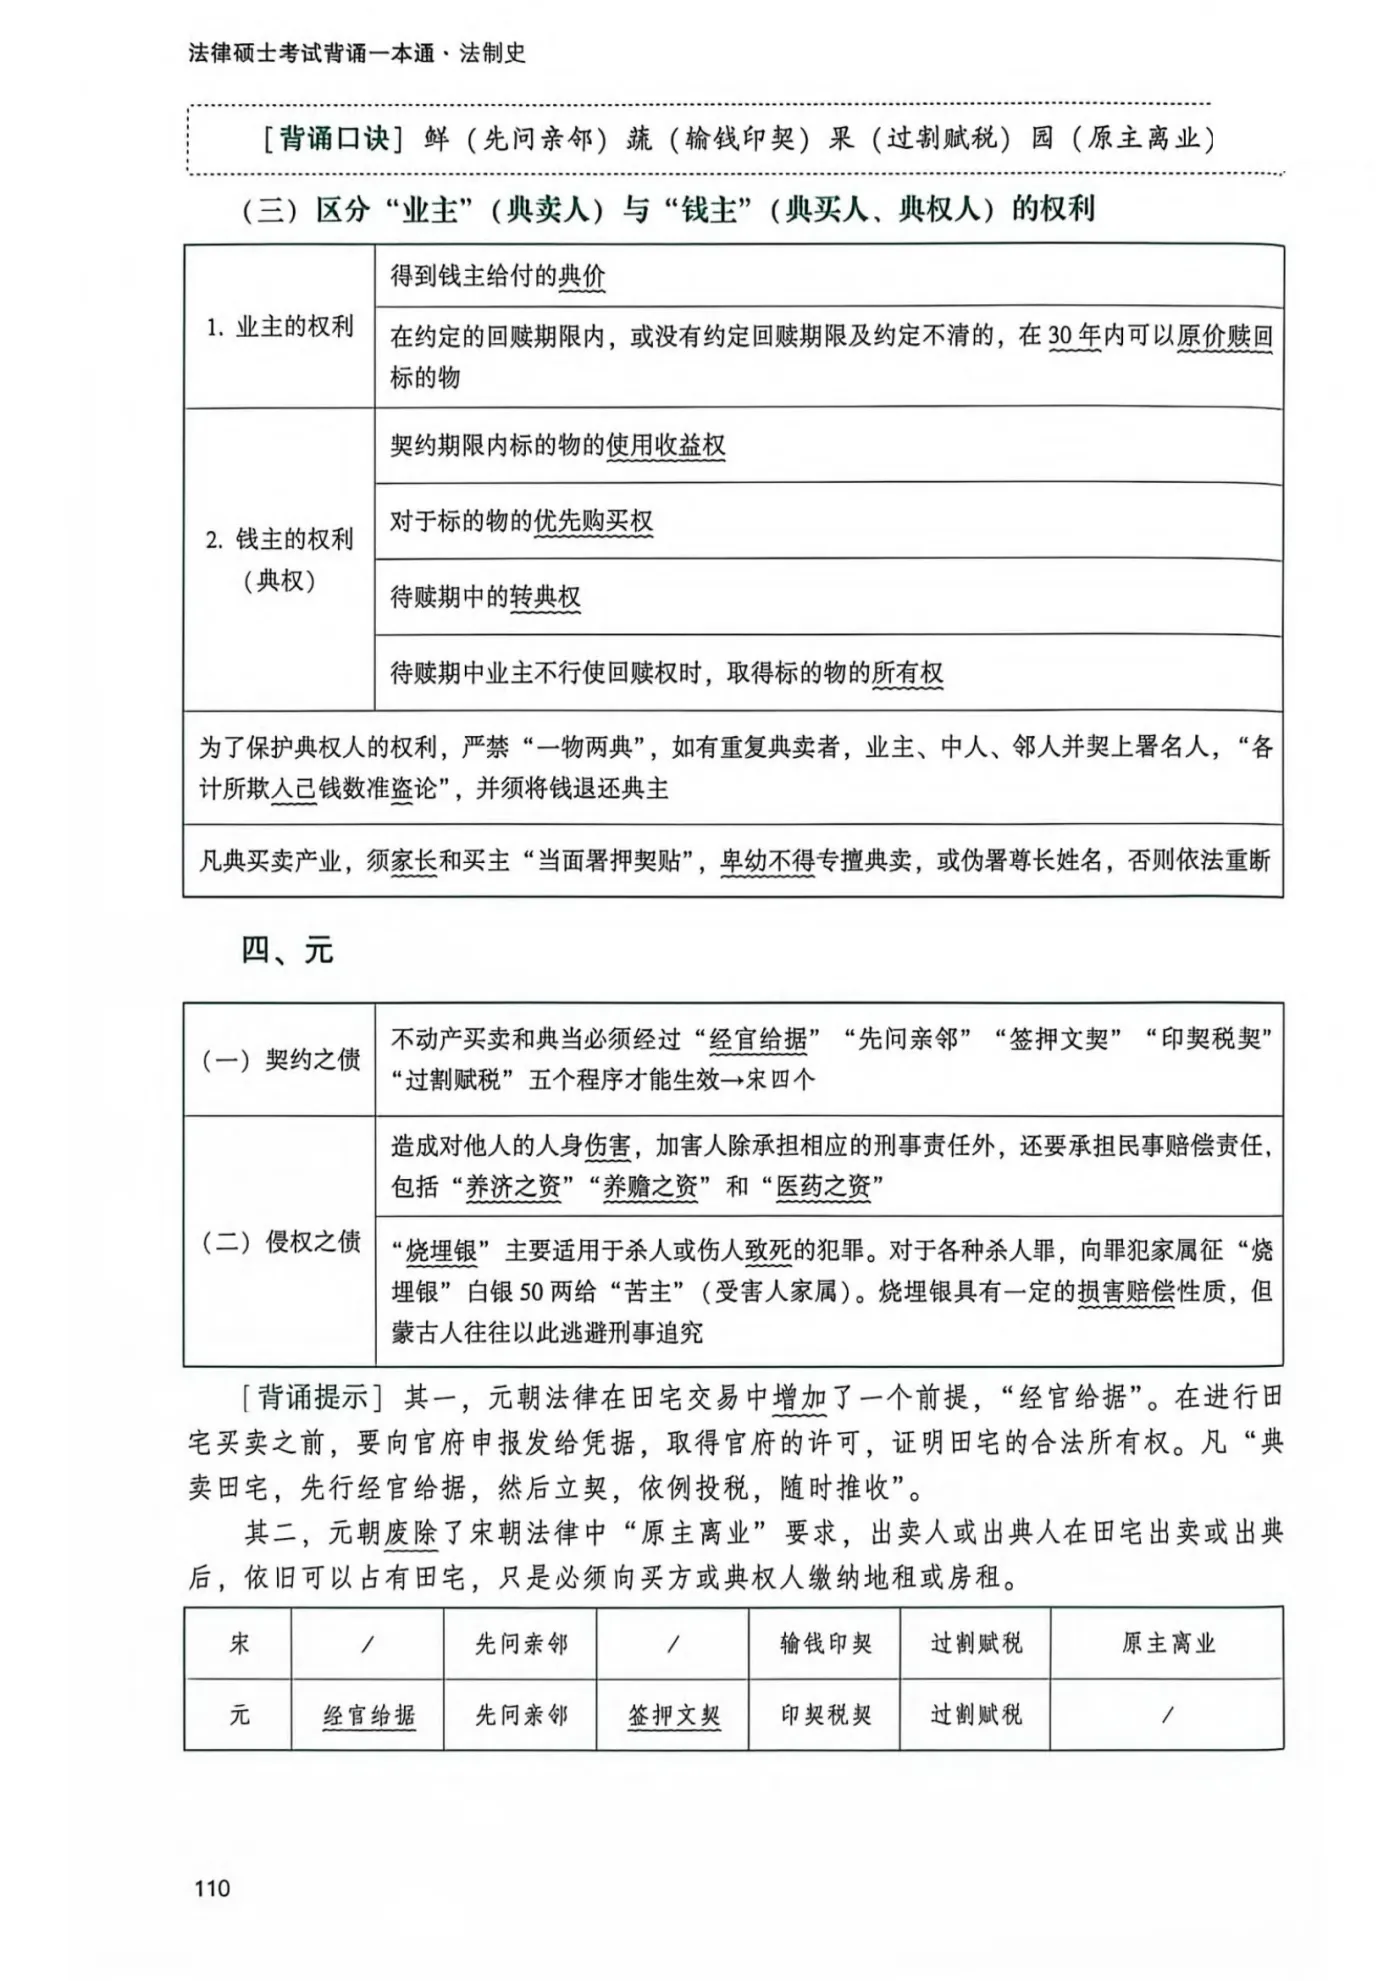 法律硕士考试背诵一本通·法制史
[背诵口诀] 鲜（先问亲邻）蔬（输钱印契）果（过割赋税）园（原主离业）
（三）区分“业主”（典卖人）与“钱主”（典买人、典权人）的权利
1. 业主的权利
得到钱主给付的典价
在约定的回赎期限内，或没有约定回赎期限及约定不清的，在 30 年内可以原价赎回
标的物
2. 钱主的权利
（典权）
契约期限内标的物的使用收益权
对于标的物的优先购买权
待赎期中的转典权
待赎期中业主不行使回赎权时，取得标的物的所有权
为了保护典权人的权利，严禁“一物两典”，如有重复典卖者，业主、中人、邻人并契上署名人，“各
计所欺人己钱数准盗论”，并须将钱退还典主
凡典买卖产业，须家长和买主“当面署押契贴”，卑幼不得专擅典卖，或伪署尊长姓名，否则依法重断
四、元
（一）契约之债
不动产买卖和典当必须经过“经官给据”“先问亲邻”“签押文契”“印契税契”
“过割赋税”五个程序才能生效→宋四个
（二）侵权之债
造成对他人的人身伤害，加害人除承担相应的刑事责任外，还要承担民事赔偿责任，
包括“养济之资”“养赡之资”和“医药之资”
“烧埋银”主要适用于杀人或伤人致死的犯罪。对于各种杀人罪，向罪犯家属征“烧
埋银”白银 50 两给“苦主”（受害人家属）。烧埋银具有一定的损害赔偿性质，但
蒙古人往往以此逃避刑事追究
[背诵提示] 其一，元朝法律在田宅交易中增加了一个前提，“经官给据”。在进行田
宅买卖之前，要向官府申报发给凭据，取得官府的许可，证明田宅的合法所有权。凡“典
卖田宅，先行经官给据，然后立契，依例投税，随时推收”。
其二，元朝废除了宋朝法律中“原主离业”要求，出卖人或出典人在田宅出卖或出典
后，依旧可以占有田宅，只是必须向买方或典权人缴纳地租或房租。
宋 / 先问亲邻 / 输钱印契 过割赋税 原主离业
元 经官给据 先问亲邻 签押文契 印契税契 过割赋税 /
110